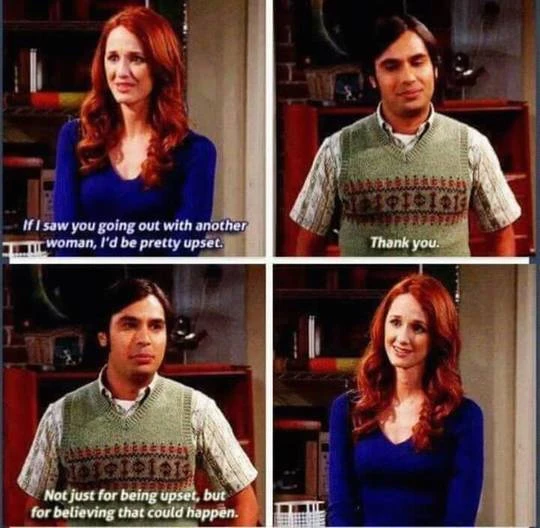 If I saw you going out with another
woman, I'd be pretty upset.
Thank you.
Not just for being upset, but
for believing that could happen.